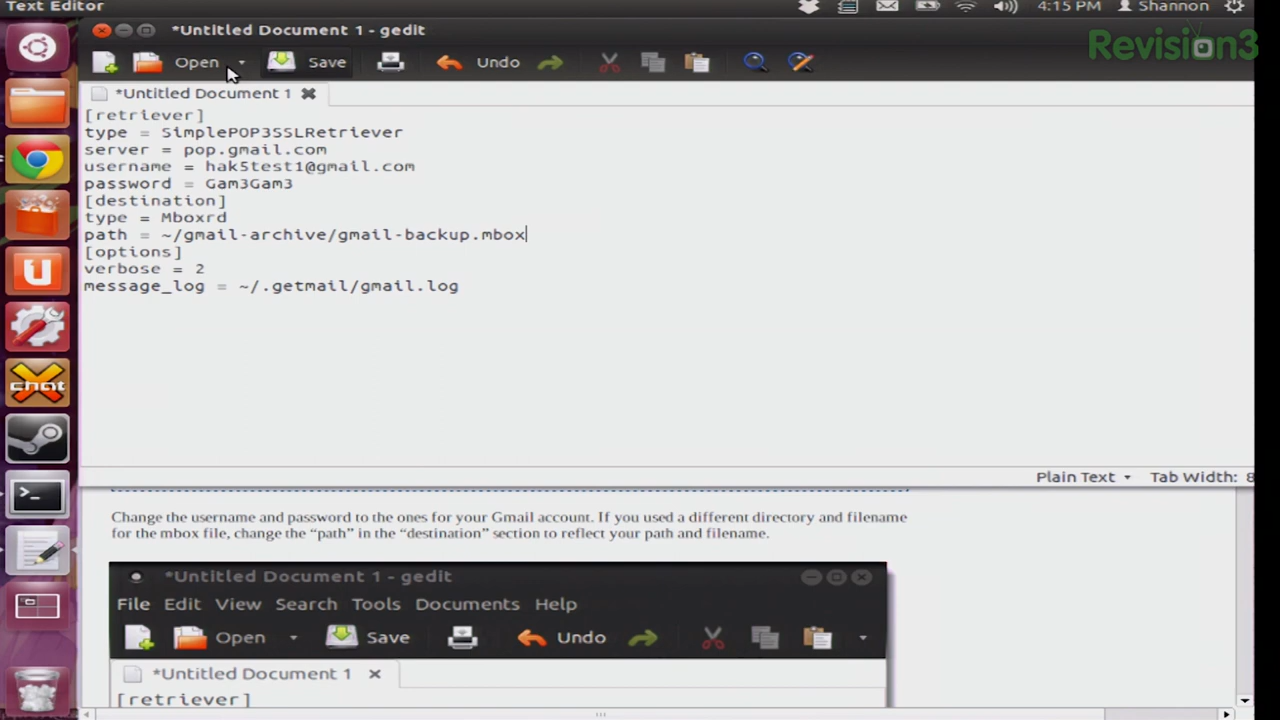 Text Editor
4:15 PM
Shannon
Revision3
*Untitled Document 1 - gedit
Open
Save
Undo
*Untitled Document 1
[retriever]
type = SimplePOP3SSLRetriever
server = pop.gmail.com
username = hak5test1@gmail.com
password = Gam3Gam3
[destination]
type = Mboxrd
path = ~/gmail-archive/gmail-backup.mbox
[options]
verbose = 2
message_log = ~/.getmail/gmail.log
chat
Plain Text
Tab Width: 8
Change the username and password to the ones for your Gmail account. If you used a different directory and filename
for the mbox file, change the “path” in the “destination” section to reflect your path and filename.
*Untitled Document 1 - gedit
File Edit View Search Tools Documents Help
Open
Save
Undo
*Untitled Document 1
[retriever]